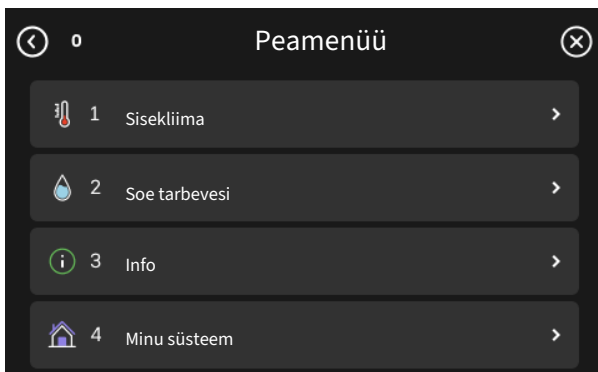 0 Peamenüü
1 Sisekliima
2 Soe tarbevesi
3 Info
4 Minu süsteem